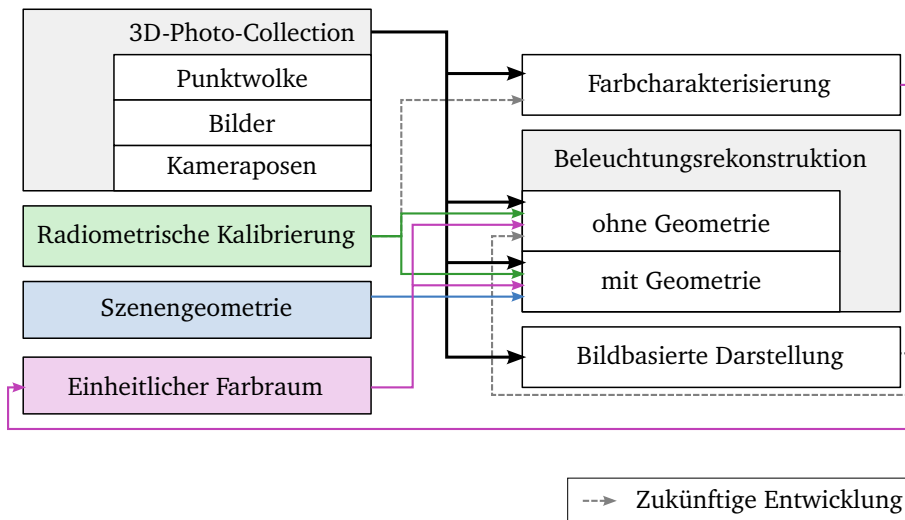 3D-Photo-Collection
Punktwolke
Bilder
Kameraposen
Radiometrische Kalibrierung
Szenengeometrie
Einheitlicher Farbraum
Farbcharakterisierung
Beleuchtungsrekonstruktion
ohne Geometrie
mit Geometrie
Bildbasierte Darstellung
Zukünftige Entwicklung